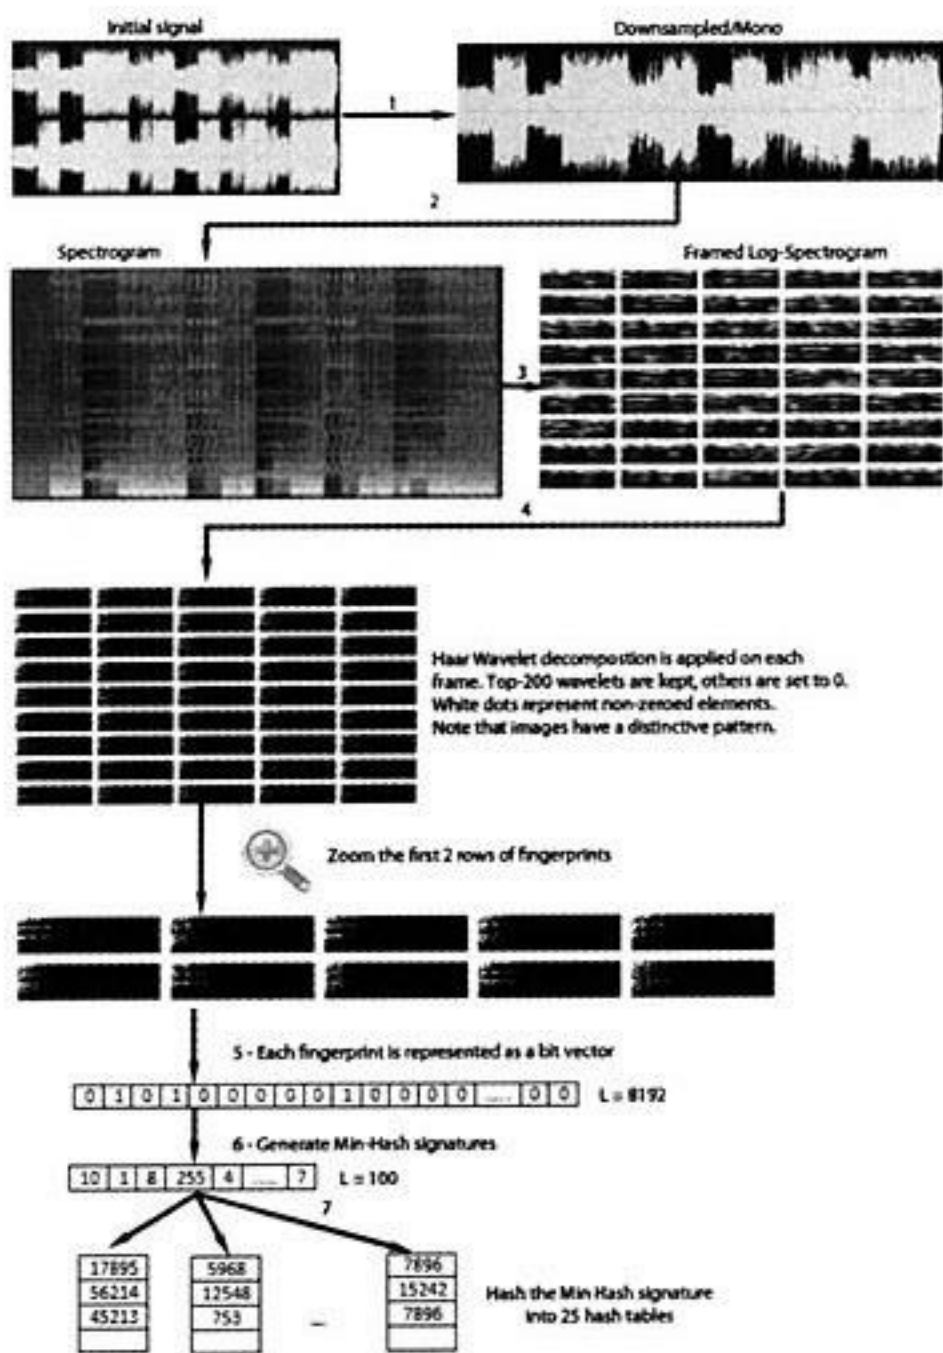 Initial signal
Downsampled/Mono
1
2
Spectrogram
Framed Log-Spectrogram
3
4
Haar Wavelet decompostion is applied on each
frame. Top-200 wavelets are kept, others are set to 0.
White dots represent non-zeroed elements.
Note that images have a distinctive pattern.
Zoom the first 2 rows of fingerprints
5 - Each fingerprint is represented as a bit vector
0 1 0 1 0 0 0 0 0 1 0 0 0 0 ..... 0 0 L = 8192
6 - Generate Min-Hash signatures
10 1 8 255 4 ..... 7 L = 100
7
17895 5968 7896
56214 12548 15242
45213 753 ... 7896
Hash the Min Hash signature
into 25 hash tables